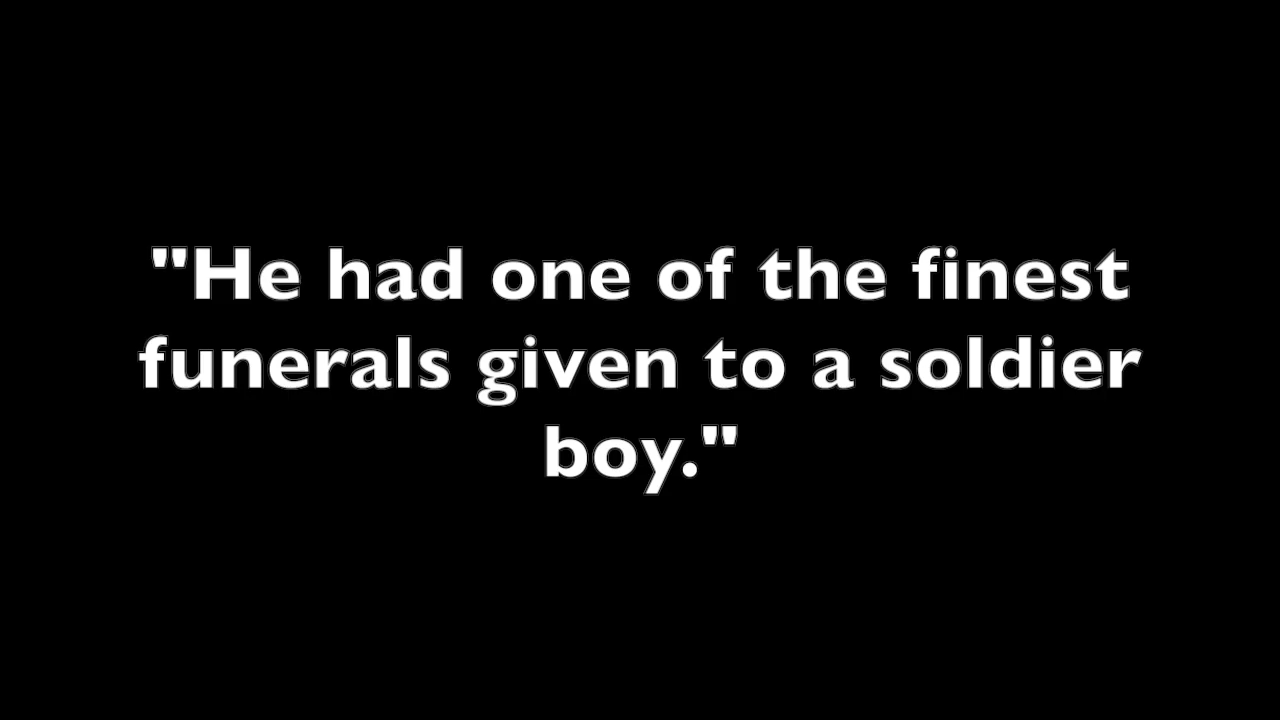 "He had one of the finest
funerals given to a soldier
boy."